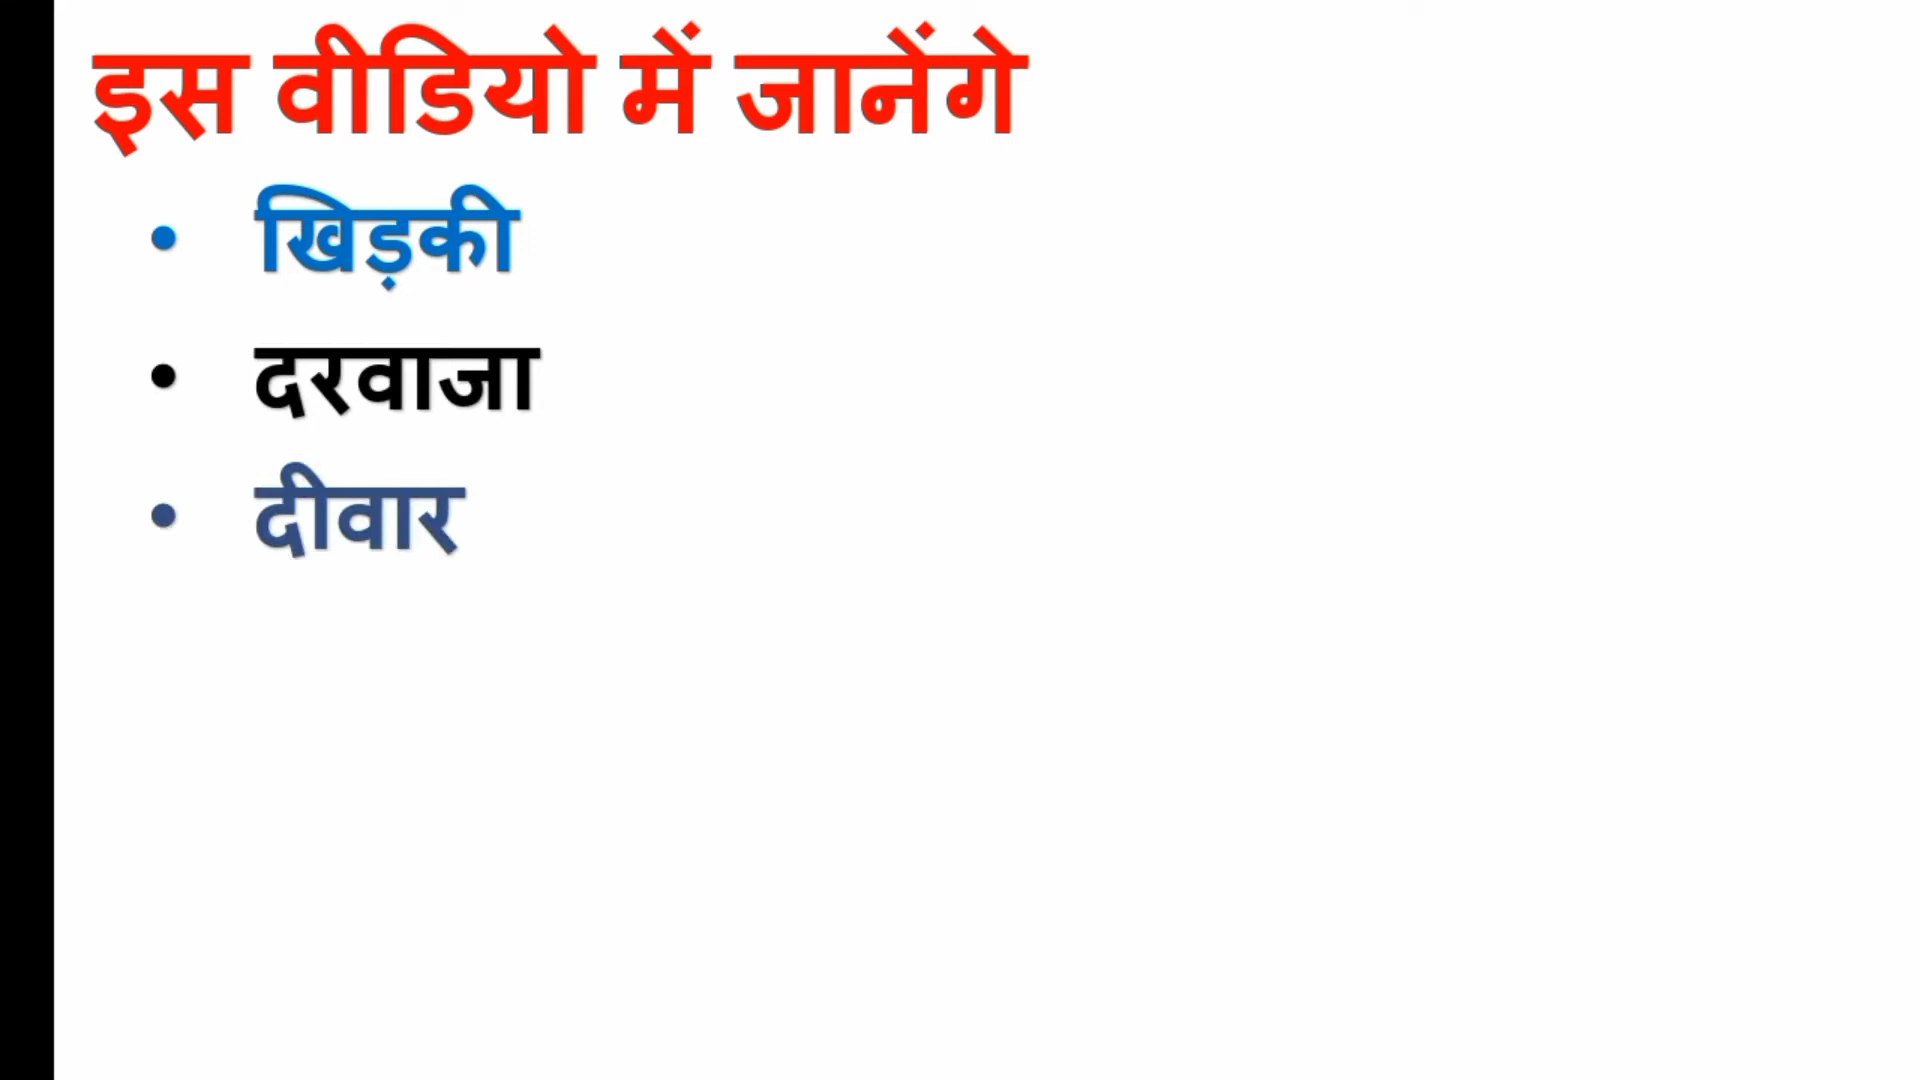 इस वीडियो में जानेंगे
• खिड़की
• दरवाजा
• दीवार